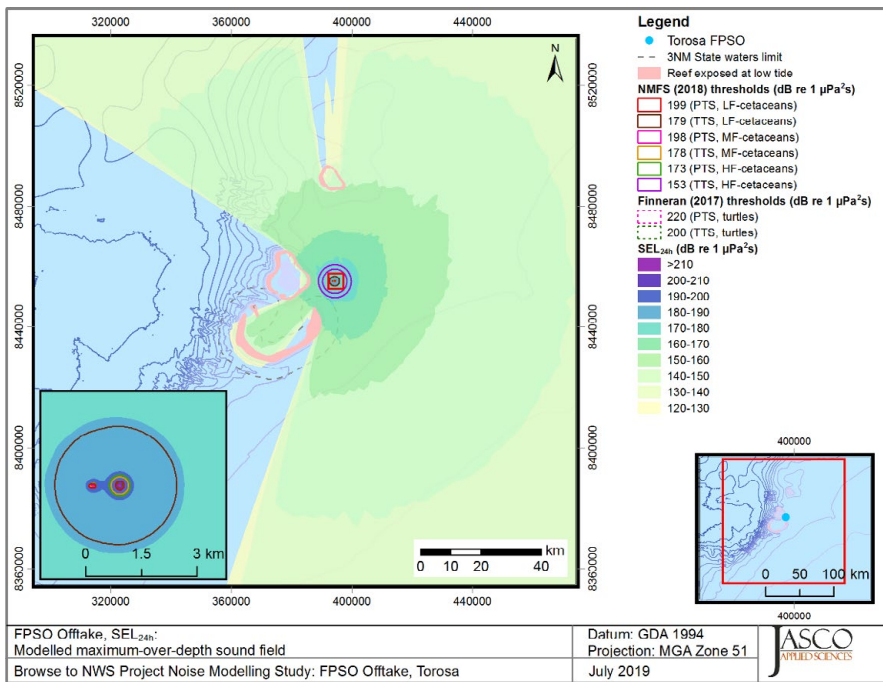 320000
360000
400000
440000
8520000
8480000
8440000
8400000
8360000
N
0 1.5 3 km
km
0 10 20 40
320000
360000
400000
440000
Legend
Torosa FPSO
3NM State waters limit
Reef exposed at low tide
NMFS (2018) thresholds (dB re 1 µPa²s)
199 (PTS, LF-cetaceans)
179 (TTS, LF-cetaceans)
198 (PTS, MF-cetaceans)
178 (TTS, MF-cetaceans)
173 (PTS, HF-cetaceans)
153 (TTS, HF-cetaceans)
Finneran (2017) thresholds (dB re 1 µPa²s)
220 (PTS, turtles)
200 (TTS, turtles)
SEL24h (dB re 1 µPa²s)
>210
200-210
190-200
180-190
170-180
160-170
150-160
140-150
130-140
120-130
400000
8400000
8400000
0 50 100 km
400000
FPSO Offtake, SEL24h:
Modelled maximum-over-depth sound field
Browse to NWS Project Noise Modelling Study: FPSO Offtake, Torosa
Datum: GDA 1994
Projection: MGA Zone 51
July 2019
JASCO
APPLIED SCIENCES